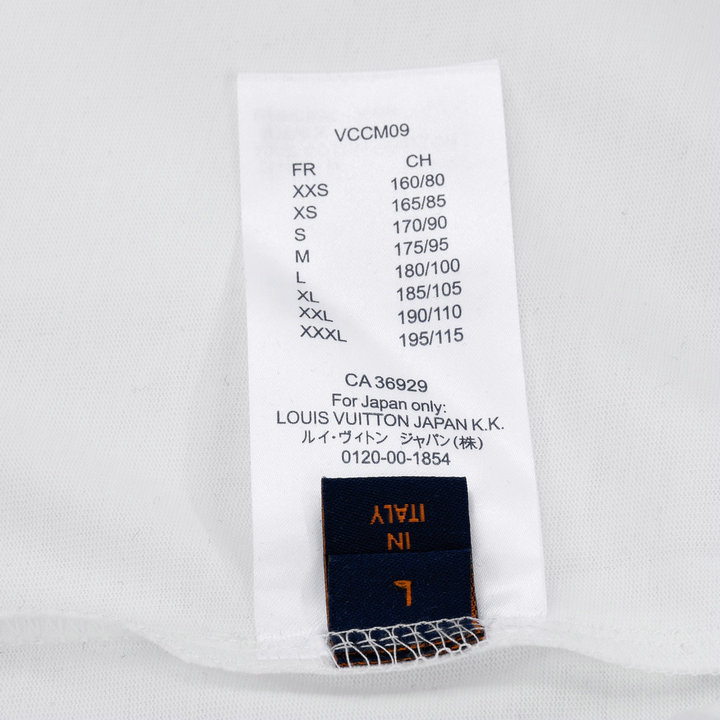 VCCM09
FR CH
XXS 160/80
XS 165/85
S 170/90
M 175/95
L 180/100
XL 185/105
XXL 190/110
XXXL 195/115
CA 36929
For Japan only:
LOUIS VUITTON JAPAN K.K.
ルイ・ヴィトン ジャパン(株)
0120-00-1854
IN
ITALY
L